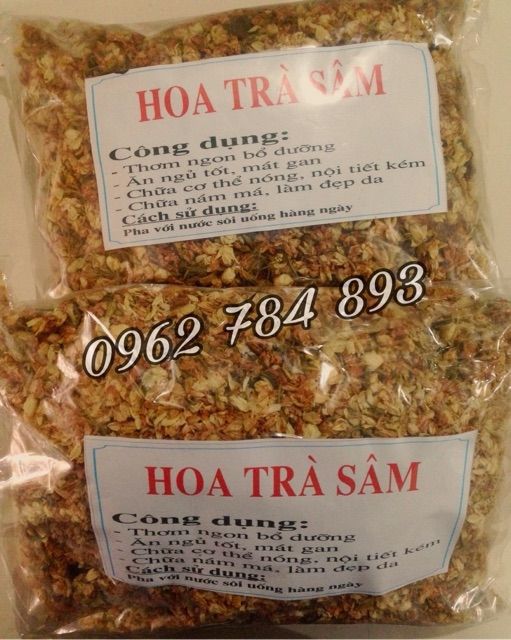 HOA TRÀ SÂM
Công dụng:
- Thơm ngon bổ dưỡng
- Ăn ngủ tốt, mát gan
- Chữa cơ thể nóng, nội tiết kém
- Chữa nám má, làm đẹp da
Cách sử dụng:
Pha với nước sôi uống hàng ngày
0962 784 893
HOA TRÀ SÂM
Công dụng:
- Thơm ngon bổ dưỡng
- Ăn ngủ tốt, mát gan
- Chữa cơ thể nóng, nội tiết kém
- Chữa nám má, làm đẹp da
Cách sử dụng:
Pha với nước sôi uống hàng ngày